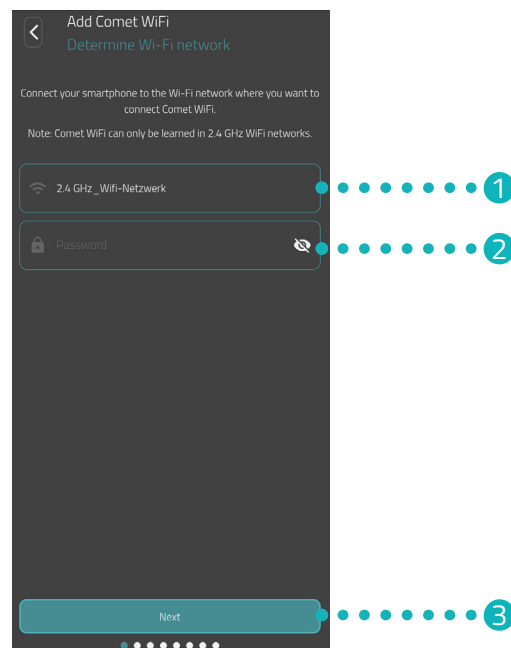 Add Comet WiFi
Determine Wi-Fi network
Connect your smartphone to the Wi-Fi network where you want to
connect Comet WiFi.
Note: Comet WiFi can only be learned in 2.4 GHz WiFi networks.
2.4 GHz_Wifi-Netzwerk
1
Password
2
Next
3